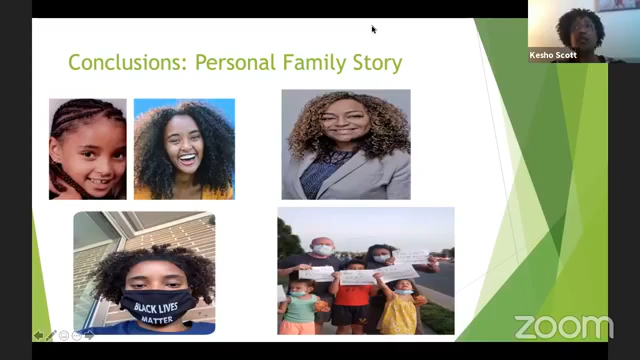 Conclusions: Personal Family Story
Kesho Scott
BLACK LIVES
MATTER
zoom